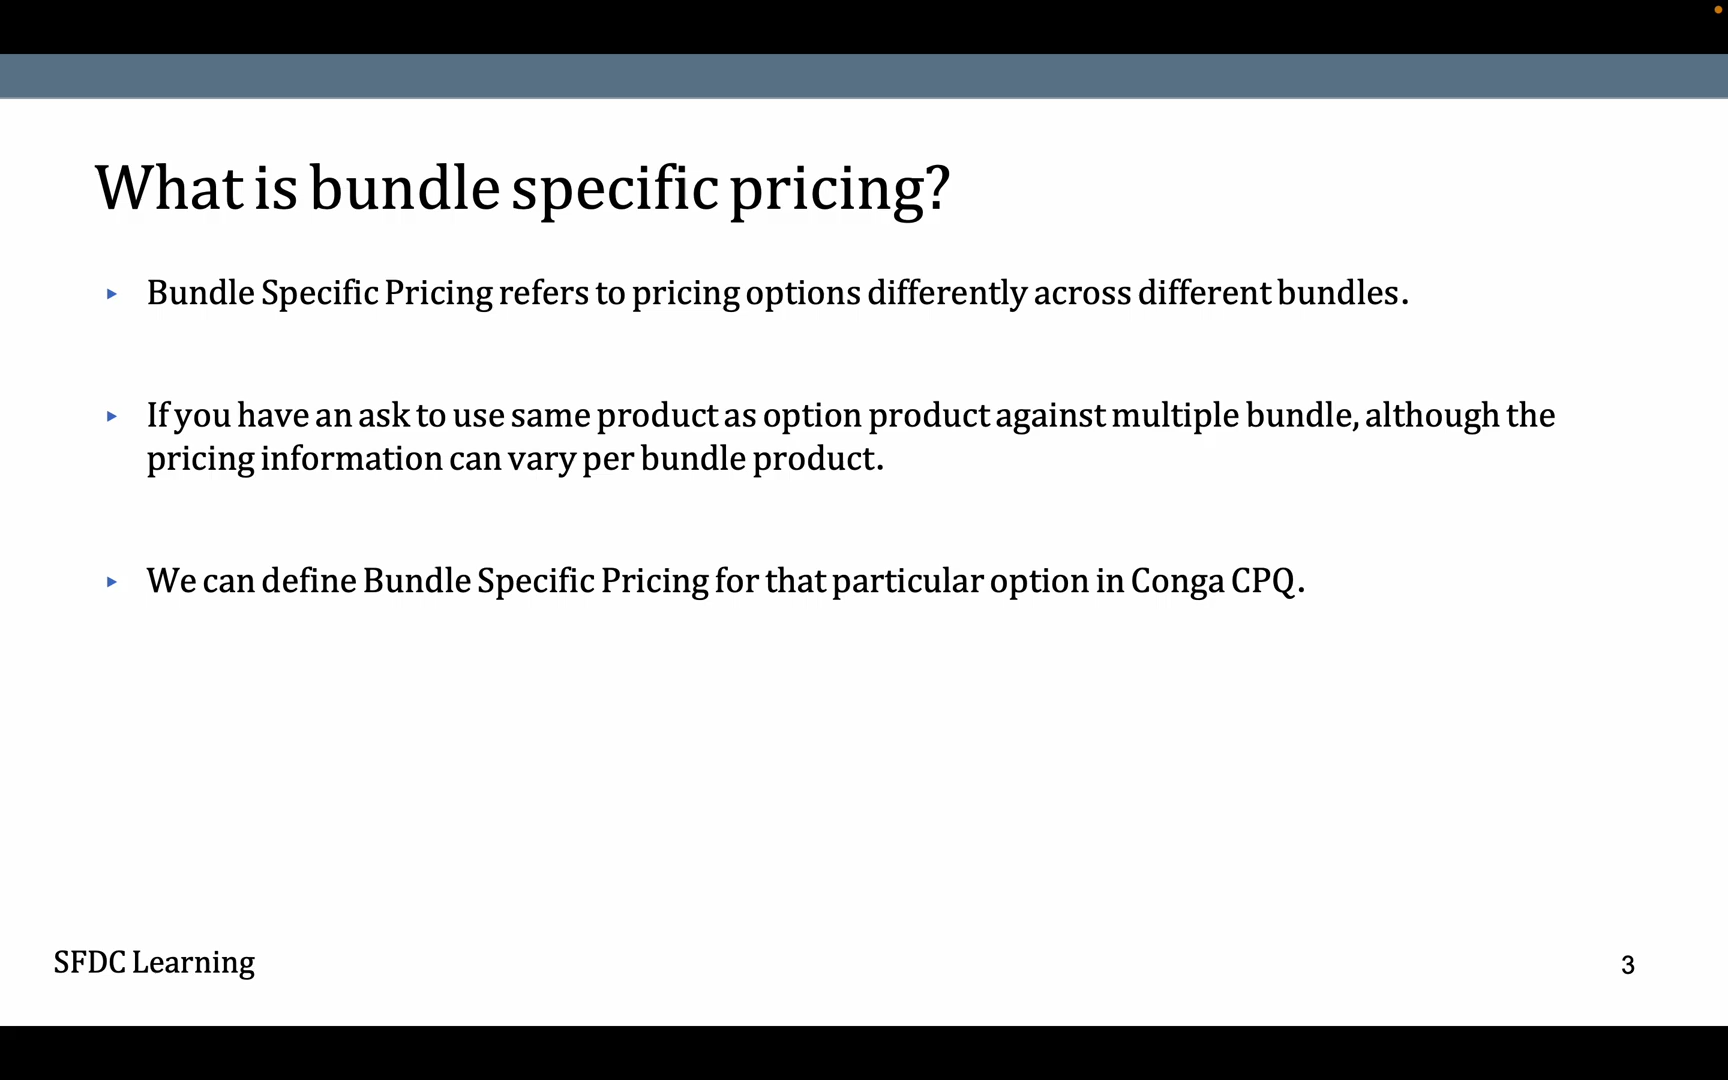 What is bundle specific pricing?
▸ Bundle Specific Pricing refers to pricing options differently across different bundles.
▸ If you have an ask to use same product as option product against multiple bundle, although the
pricing information can vary per bundle product.
▸ We can define Bundle Specific Pricing for that particular option in Conga CPQ.
SFDC Learning
3